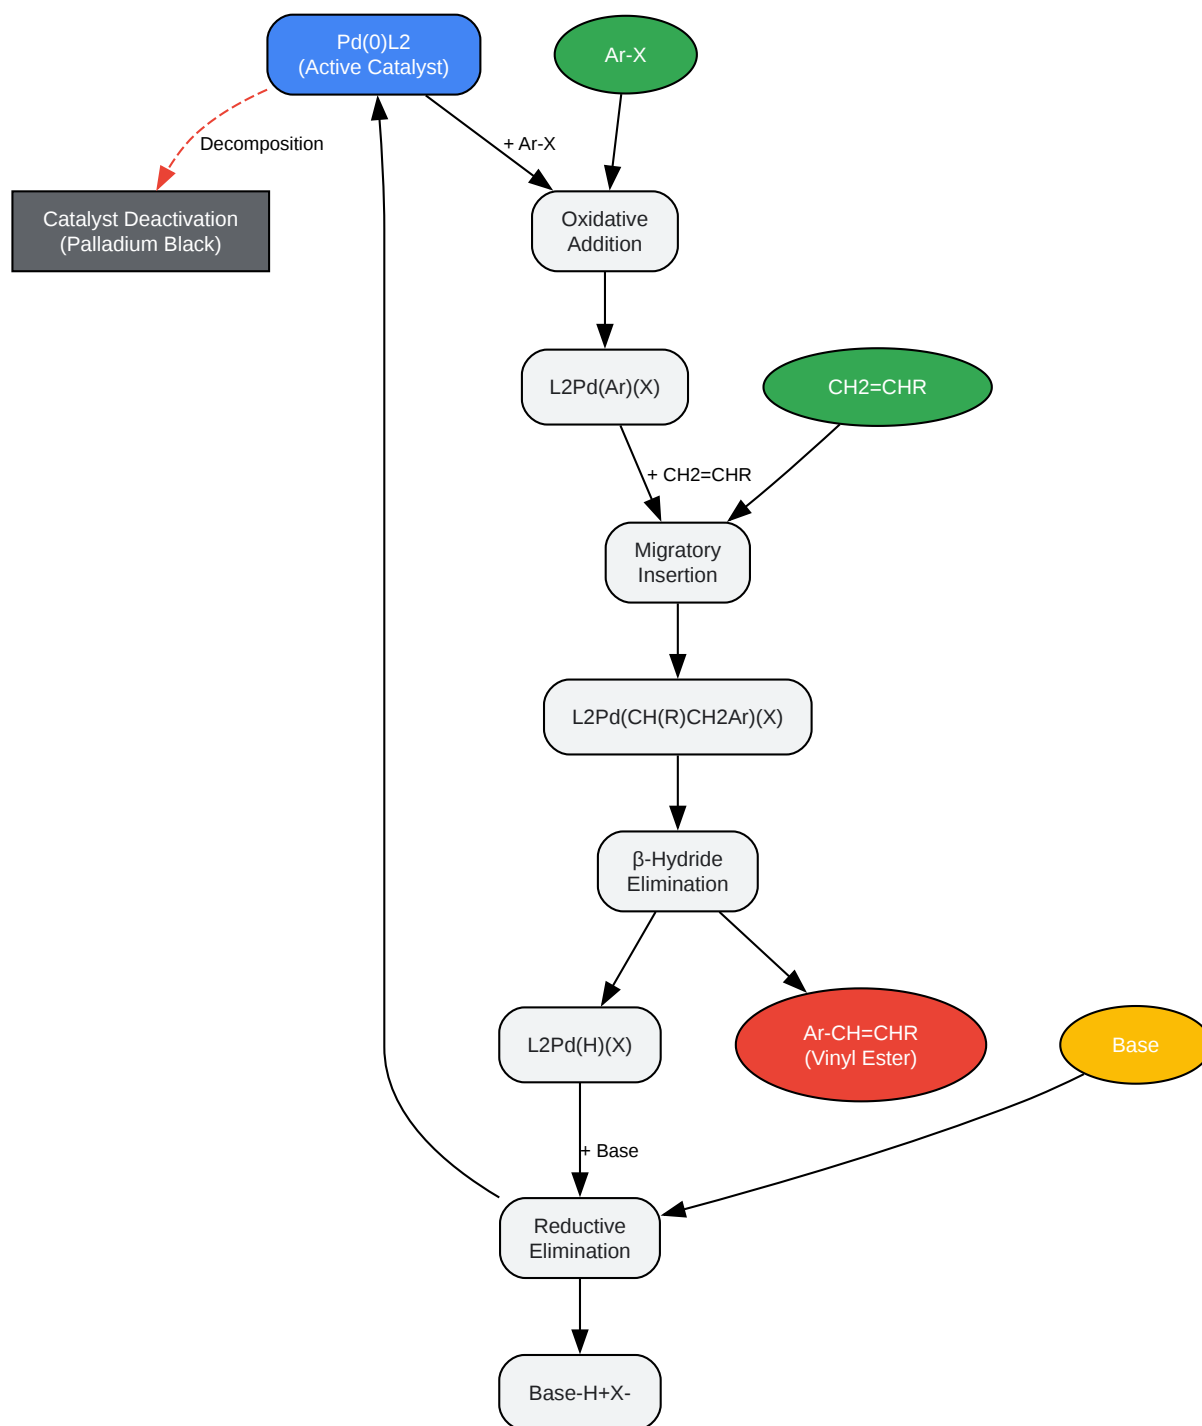 Pd(0)L2
(Active Catalyst)
Ar-X
Decomposition
+ Ar-X
Catalyst Deactivation
(Palladium Black)
Oxidative
Addition
L2Pd(Ar)(X)
CH2=CHR
+ CH2=CHR
Migratory
Insertion
L2Pd(CH(R)CH2Ar)(X)
β-Hydride
Elimination
L2Pd(H)(X)
Ar-CH=CHR
(Vinyl Ester)
Base
+ Base
Reductive
Elimination
Base-H+X-